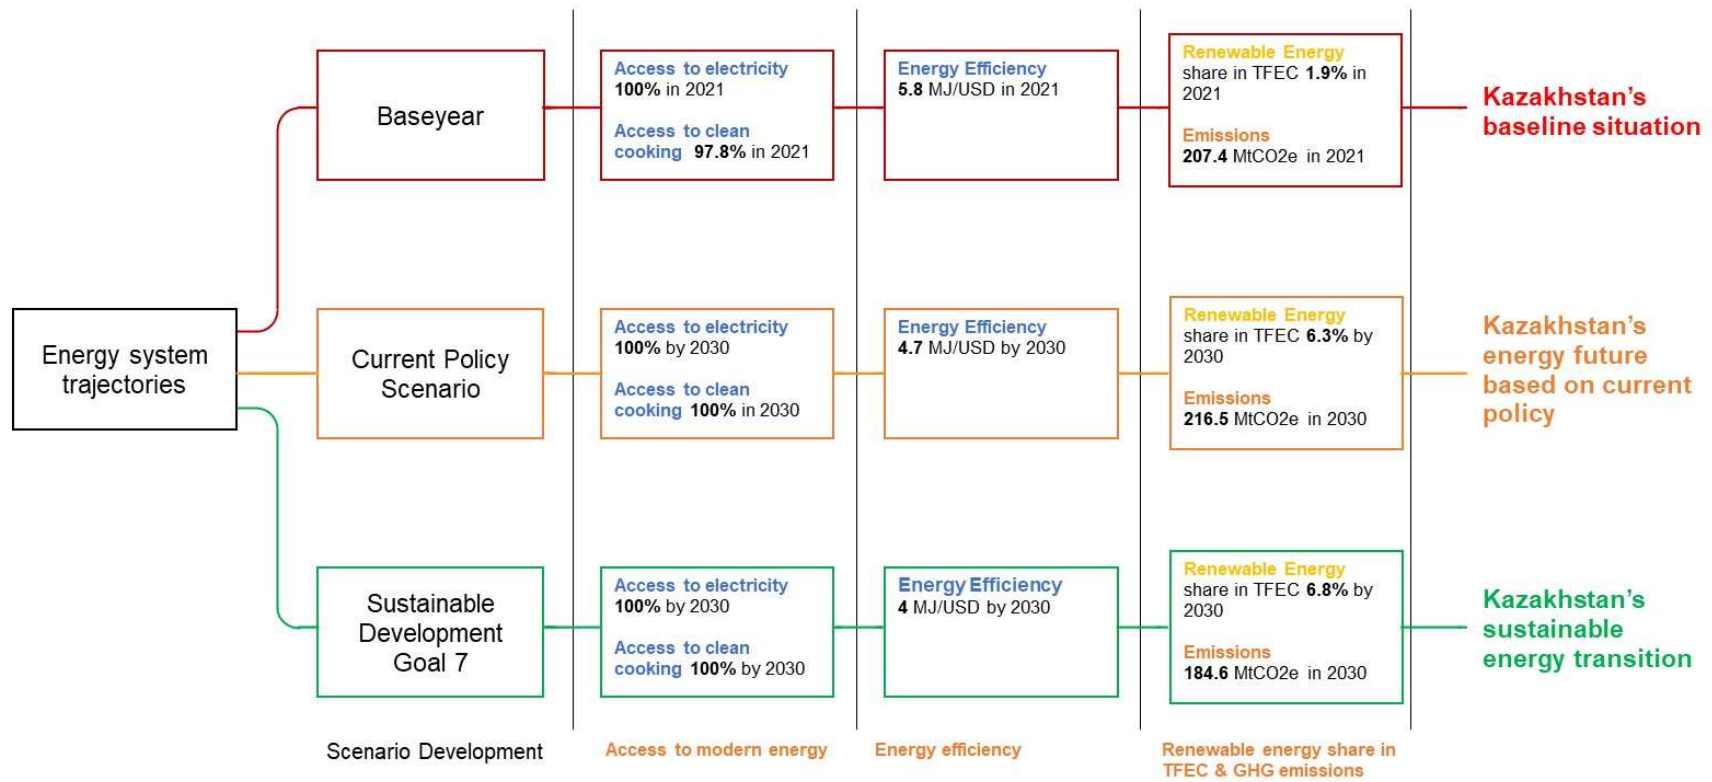 Energy system
trajectories
Baseyear
Access to electricity
100% in 2021
Access to clean
cooking 97.8% in 2021
Energy Efficiency
5.8 MJ/USD in 2021
Renewable Energy
share in TFEC 1.9% in
2021
Emissions
207.4 MtCO2e in 2021
Kazakhstan's
baseline situation
Current Policy
Scenario
Access to electricity
100% by 2030
Access to clean
cooking 100% in 2030
Energy Efficiency
4.7 MJ/USD by 2030
Renewable Energy
share in TFEC 6.3% by
2030
Emissions
216.5 MtCO2e in 2030
Kazakhstan's
energy future
based on current
policy
Sustainable
Development
Goal 7
Access to electricity
100% by 2030
Access to clean
cooking 100% by 2030
Energy Efficiency
4 MJ/USD by 2030
Renewable Energy
share in TFEC 6.8% by
2030
Emissions
184.6 MtCO2e in 2030
Kazakhstan's
sustainable
energy transition
Scenario Development
Access to modern energy
Energy efficiency
Renewable energy share in
TFEC & GHG emissions